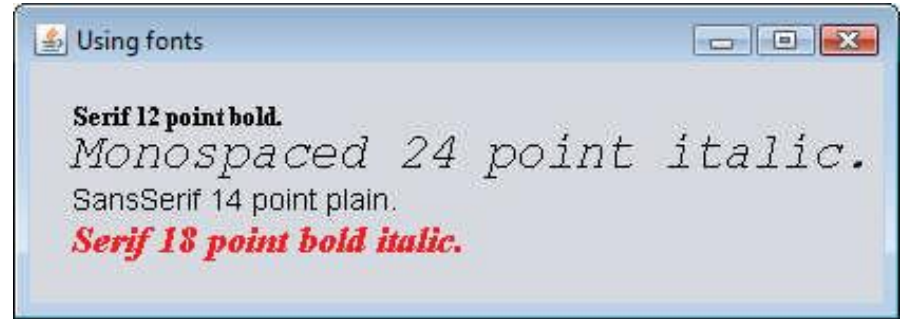 Using fonts
Serif 12 point bold.
Monospaced 24 point italic.
SansSerif 14 point plain.
Serif 18 point bold italic.